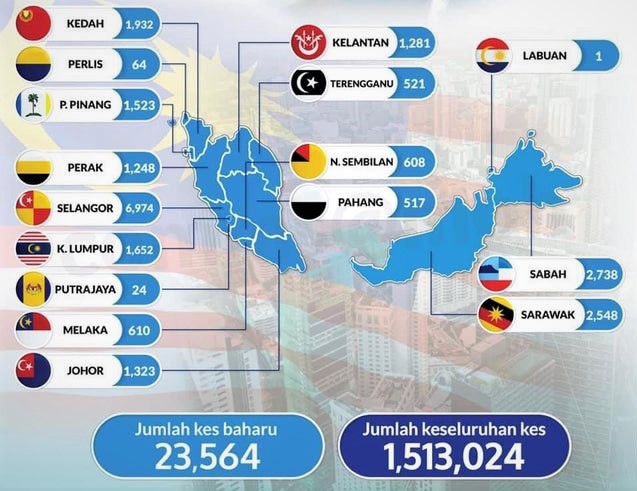 KEDAH 1,932
PERLIS 64
P. PINANG 1,523
PERAK 1,248
SELANGOR 6,974
K. LUMPUR 1,652
PUTRAJAYA 24
MELAKA 610
JOHOR 1,323
KELANTAN 1,281
TERENGGANU 521
N. SEMBILAN 608
PAHANG 517
LABUAN 1
SABAH 2,738
SARAWAK 2,548
Jumlah kes baharu
23,564
Jumlah keseluruhan kes
1,513,024